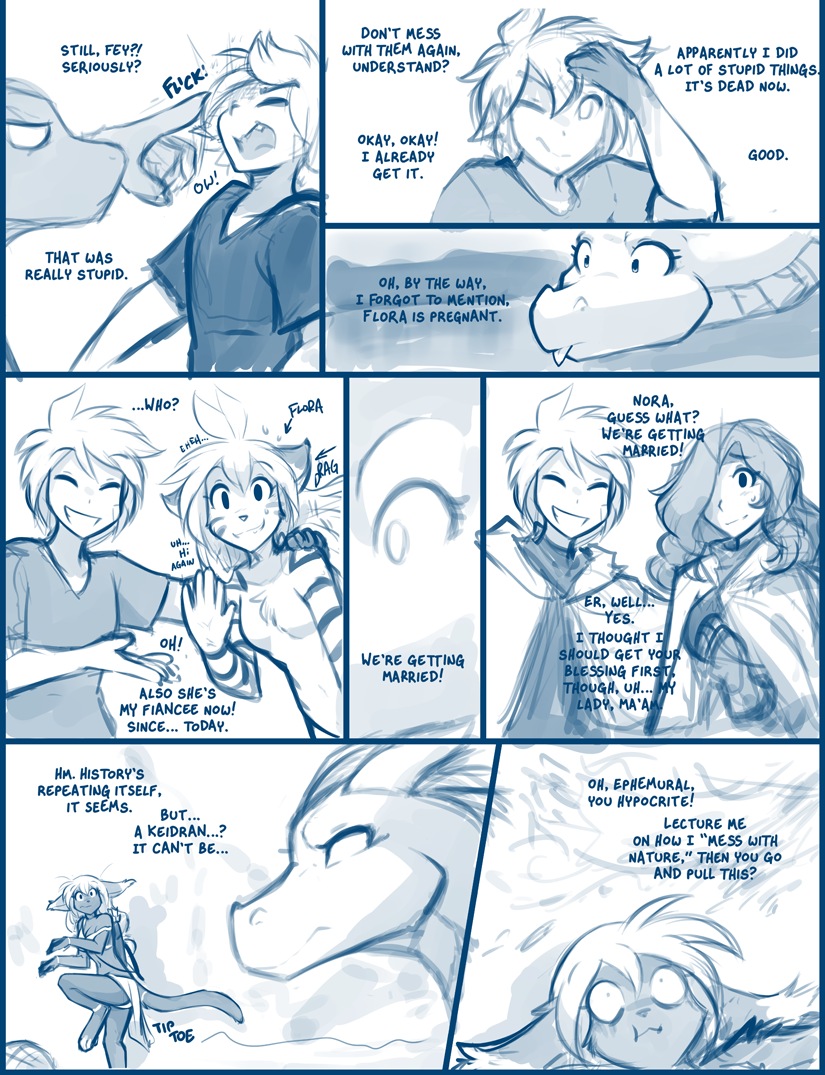 STILL, FEY?!
SERIOUSLY?
FLICK!
OW!
THAT WAS
REALLY STUPID.
DON'T MESS
WITH THEM AGAIN,
UNDERSTAND?
APPARENTLY I DID
A LOT OF STUPID THINGS.
IT'S DEAD NOW.
OKAY, OKAY!
I ALREADY
GET IT.
GOOD.
OH, BY THE WAY,
I FORGOT TO MENTION,
FLORA IS PREGNANT.
...WHO?
FLORA
EHEH...
DRAG
UH...
HI
AGAIN
OH!
ALSO SHE'S
MY FIANCEE NOW!
SINCE... TODAY.
WE'RE GETTING
MARRIED!
NORA,
GUESS WHAT?
WE'RE GETTING
MARRIED!
ER, WELL...
YES.
I THOUGHT I
SHOULD GET YOUR
BLESSING FIRST,
THOUGH, UH... MY
LADY, MA'AM.
HM. HISTORY'S
REPEATING ITSELF,
IT SEEMS.
BUT...
A KEIDRAN...?
IT CAN'T BE...
TIP
TOE
OH, EPHEMURAL,
YOU HYPOCRITE!
LECTURE ME
ON HOW I "MESS WITH
NATURE," THEN YOU GO
AND PULL THIS?